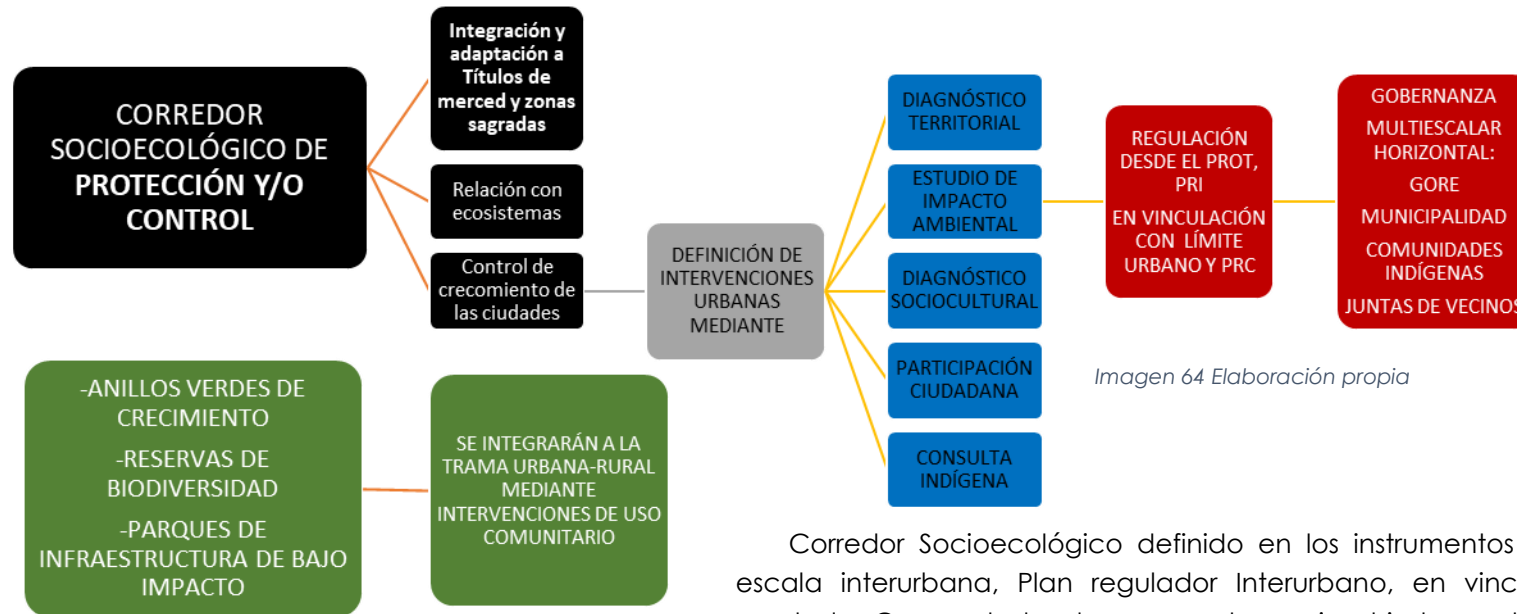 CORREDOR
SOCIOECOLÓGICO DE
PROTECCIÓN Y/O
CONTROL
Integración y
adaptación a
Títulos de
merced y zonas
sagradas
Relación con
ecosistemas
Control de
crecomiento de
las ciudades
DEFINICIÓN DE
INTERVENCIONES
URBANAS
MEDIANTE
DIAGNÓSTICO
TERRITORIAL
ESTUDIO DE
IMPACTO
AMBIENTAL
DIAGNÓSTICO
SOCIOCULTURAL
PARTICIPACIÓN
CIUDADANA
CONSULTA
INDÍGENA
REGULACIÓN
DESDE EL PROT,
PRI
EN VINCULACIÓN
CON LÍMITE
URBANO Y PRC
GOBERNANZA
MULTIESCALAR
HORIZONTAL:
GORE
MUNICIPALIDAD
COMUNIDADES
INDÍGENAS
JUNTAS DE VECINOS
Imagen 64 Elaboración propia
-ANILLOS VERDES DE
CRECIMIENTO
-RESERVAS DE
BIODIVERSIDAD
-PARQUES DE
INFRAESTRUCTURA DE BAJO
IMPACTO
SE INTEGRARÁN A LA
TRAMA URBANA-RURAL
MEDIANTE
INTERVENCIONES DE USO
COMUNITARIO
Corredor Socioecológico definido en los instrumentos
escala interurbana, Plan regulador Interurbano, en vinc